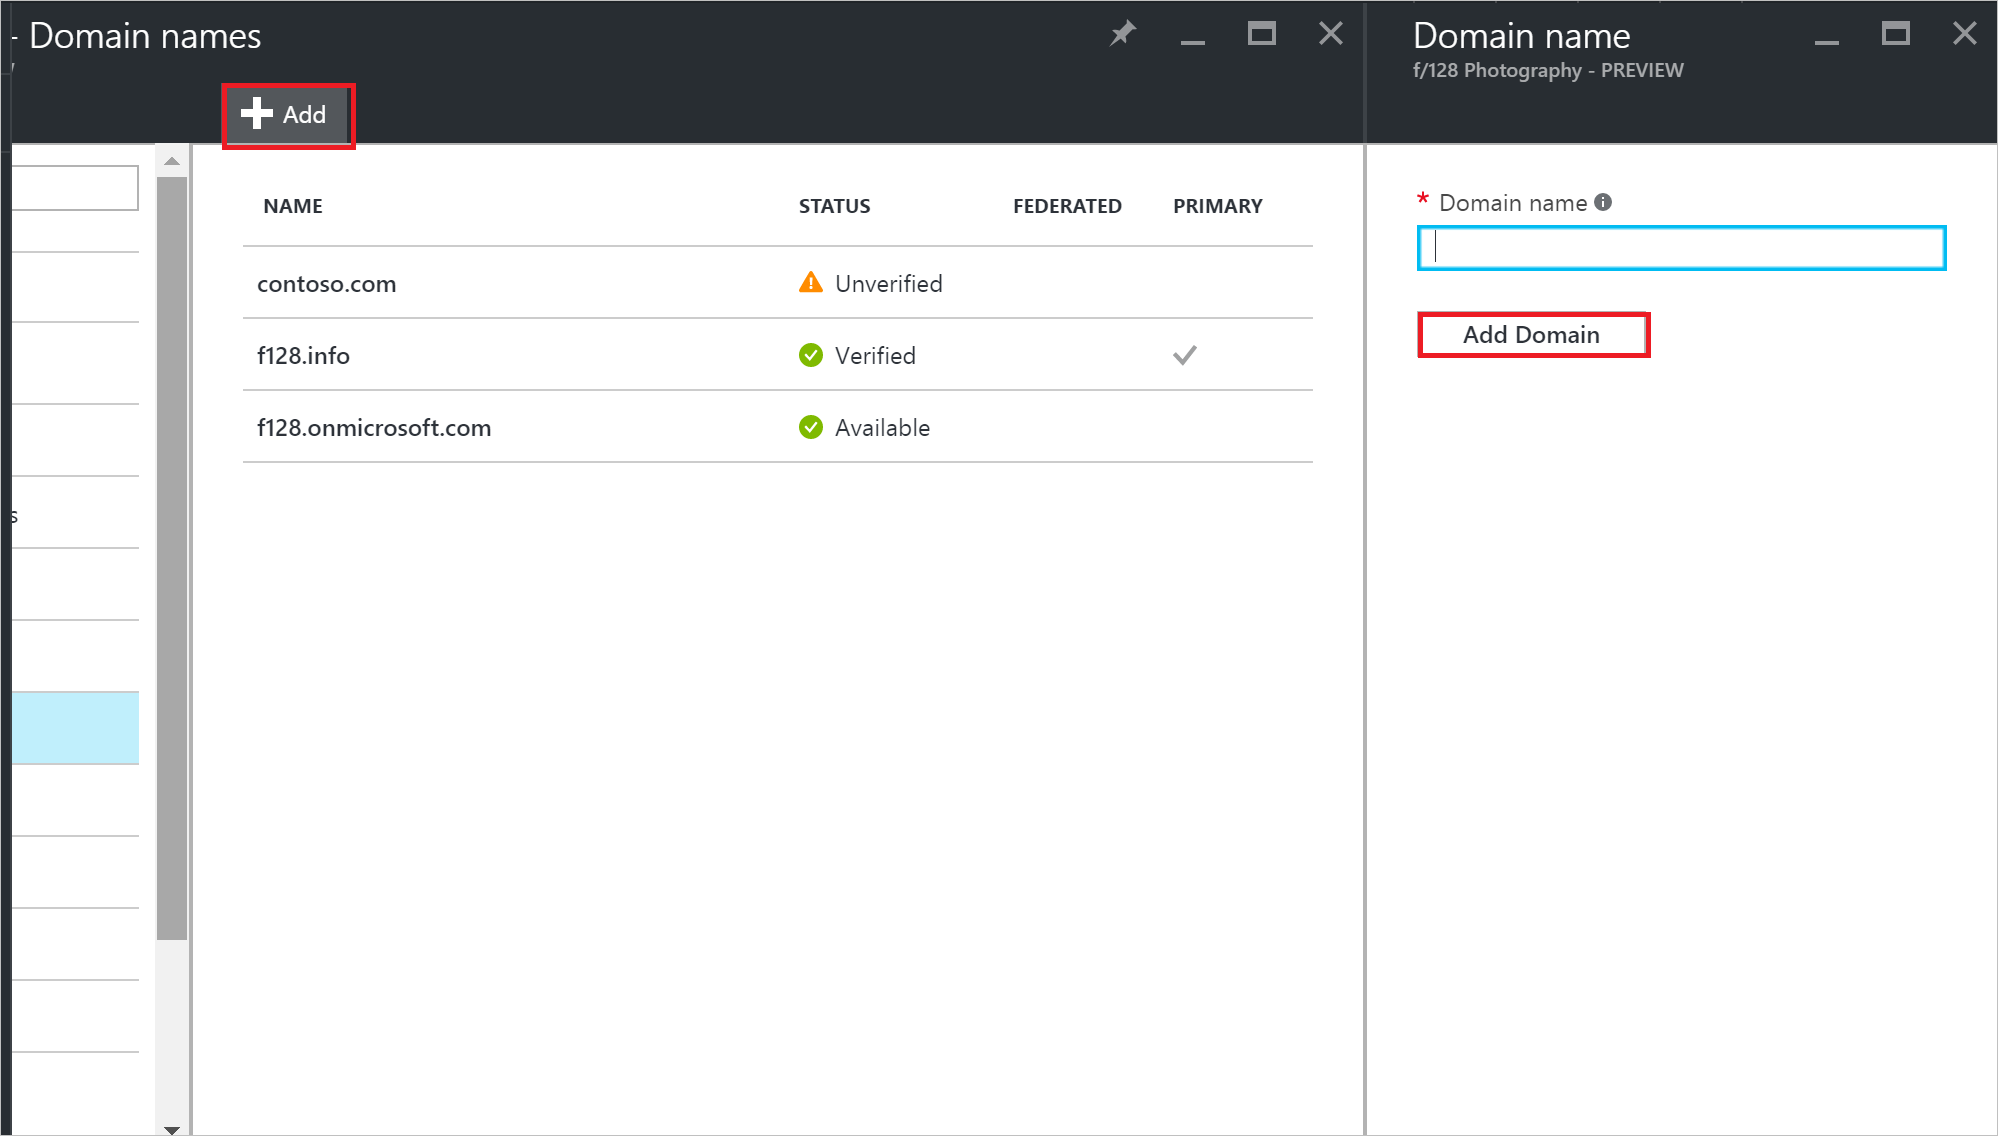 - Domain names
Add
NAME STATUS FEDERATED PRIMARY
contoso.com Unverified
f128.info Verified
f128.onmicrosoft.com Available
s
Domain name
f/128 Photography - PREVIEW
* Domain name
Add Domain